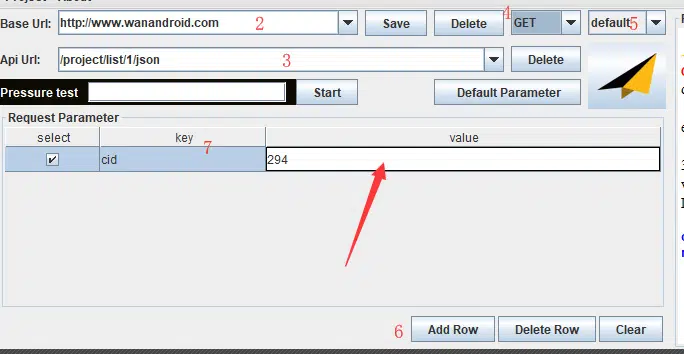 Base Url: http://www.wanandroid.com 2 Save Delete 4 GET default 5
Api Url: /project/list/1/json 3 Delete
Pressure test Start Default Parameter
Request Parameter
select key value
7
cid 294
6 Add Row Delete Row Clear